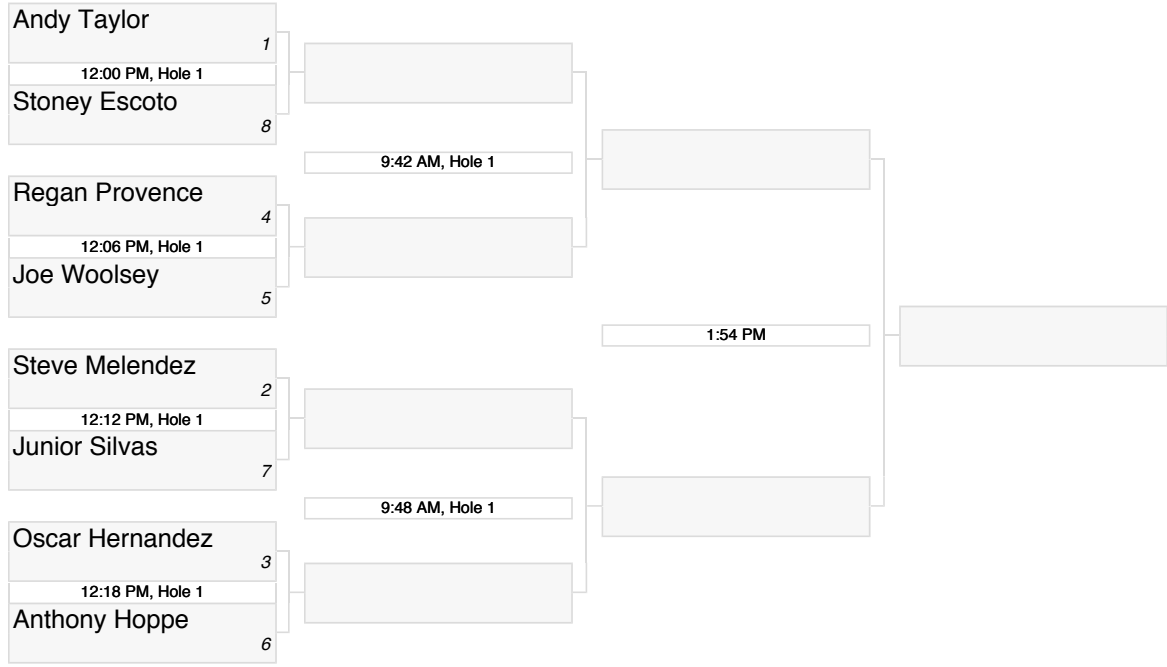 Andy Taylor
1
12:00 PM, Hole 1
Stoney Escoto
8
9:42 AM, Hole 1
Regan Provence
4
12:06 PM, Hole 1
Joe Woolsey
5
1:54 PM
Steve Melendez
2
12:12 PM, Hole 1
Junior Silvas
7
9:48 AM, Hole 1
Oscar Hernandez
3
12:18 PM, Hole 1
Anthony Hoppe
6